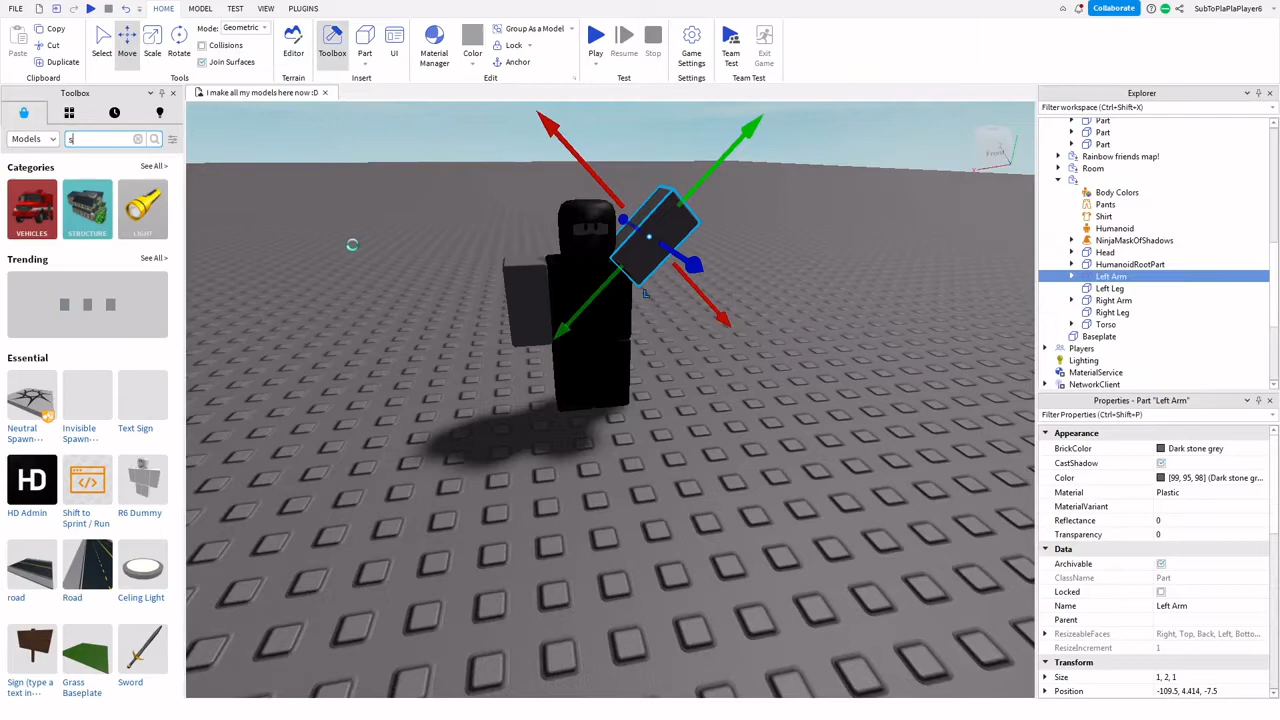 FILE HOME MODEL TEST VIEW PLUGINS Collaborate SubToPlaPlaPlayer6
Paste Copy Cut Duplicate Clipboard
Select Move Scale Rotate Mode: Geometric Collisions Join Surfaces Tools
Editor Terrain
Toolbox Part UI Insert
Material Manager Color Group As a Model Lock Anchor Edit
Play Resume Stop Test
Game Settings Settings
Team Test Exit Game Team Test
Toolbox
I make all my models here now :D
Models s
Categories See All >
VEHICLES STRUCTURE LIGHT
Trending See All >
Essential
Neutral Spawn··· Invisible Spawn··· Text Sign
HD
HD Admin Shift to Sprint / Run R6 Dummy
road Road Celing Light
Sign (type a text in··· Grass Baseplate Sword
Front
Explorer
Filter workspace (Ctrl+Shift+X)
Part
Part
Part
Rainbow friends map!
Room
Body Colors
Pants
Shirt
Humanoid
NinjaMaskOfShadows
Head
HumanoidRootPart
Left Arm
Left Leg
Right Arm
Right Leg
Torso
Baseplate
Players
Lighting
MaterialService
NetworkClient
Properties - Part "Left Arm"
Filter Properties (Ctrl+Shift+P)
Appearance
BrickColor Dark stone grey
CastShadow
Color [99, 95, 98] (Dark stone gr...
Material Plastic
MaterialVariant
Reflectance 0
Transparency 0
Data
Archivable
ClassName Part
Locked
Name Left Arm
Parent
ResizeableFaces Right, Top, Back, Left, Botto...
ResizeIncrement 1
Transform
Size 1, 2, 1
Position -109.5, 4.414, -7.5